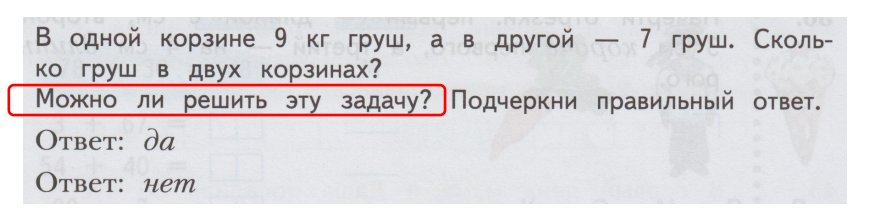 В одной корзине 9 кг груш, а в другой — 7 груш. Сколь-
ко груш в двух корзинах?
Можно ли решить эту задачу? Подчеркни правильный ответ.
Ответ: да
Ответ: нет